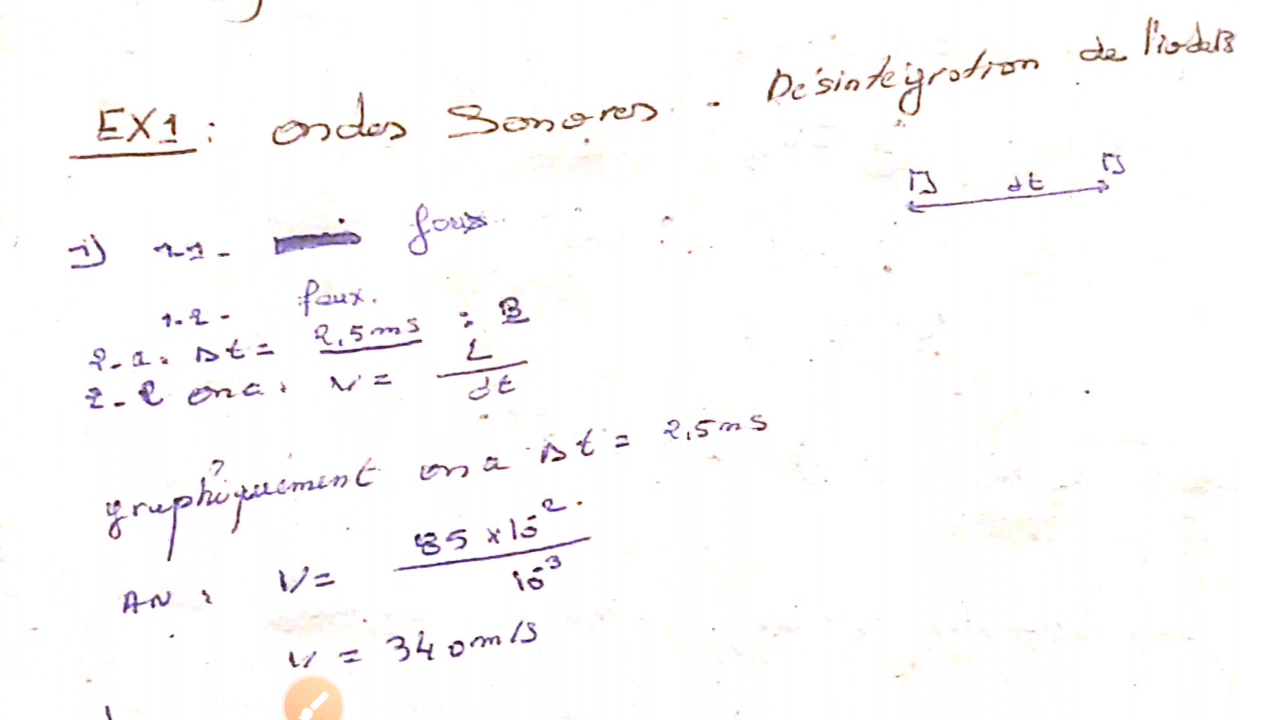 EX1: ondes Sonores - Désintégration de l'iode
dt
1) 1-1- faux
1-2- faux.
2-1. Δt = 2,5ms : B
2-2 on a : V = L / dt
graphiquement on a Δt = 2,5ms
AN : V = 85 × 10⁻² / 10⁻³
V = 340 m/s